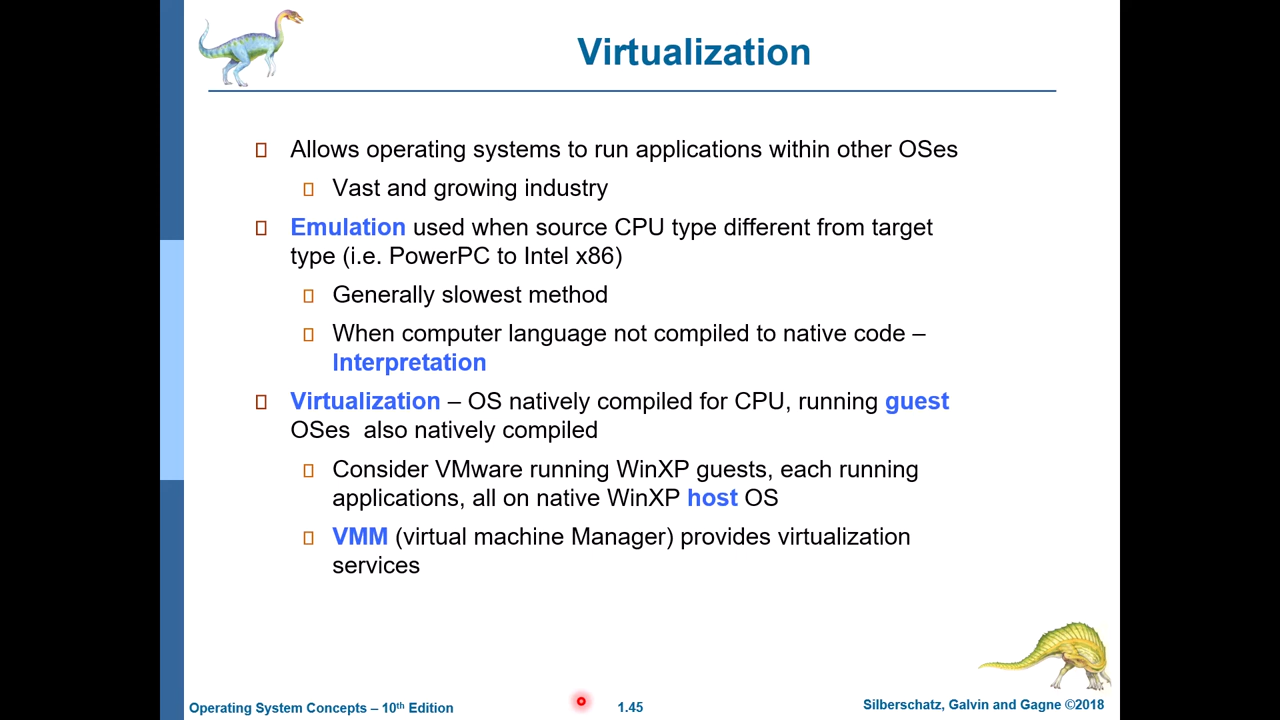 Virtualization
Allows operating systems to run applications within other OSes
Vast and growing industry
Emulation used when source CPU type different from target
type (i.e. PowerPC to Intel x86)
Generally slowest method
When computer language not compiled to native code –
Interpretation
Virtualization – OS natively compiled for CPU, running guest
OSes also natively compiled
Consider VMware running WinXP guests, each running
applications, all on native WinXP host OS
VMM (virtual machine Manager) provides virtualization
services
Operating System Concepts – 10th Edition
1.45
Silberschatz, Galvin and Gagne ©2018